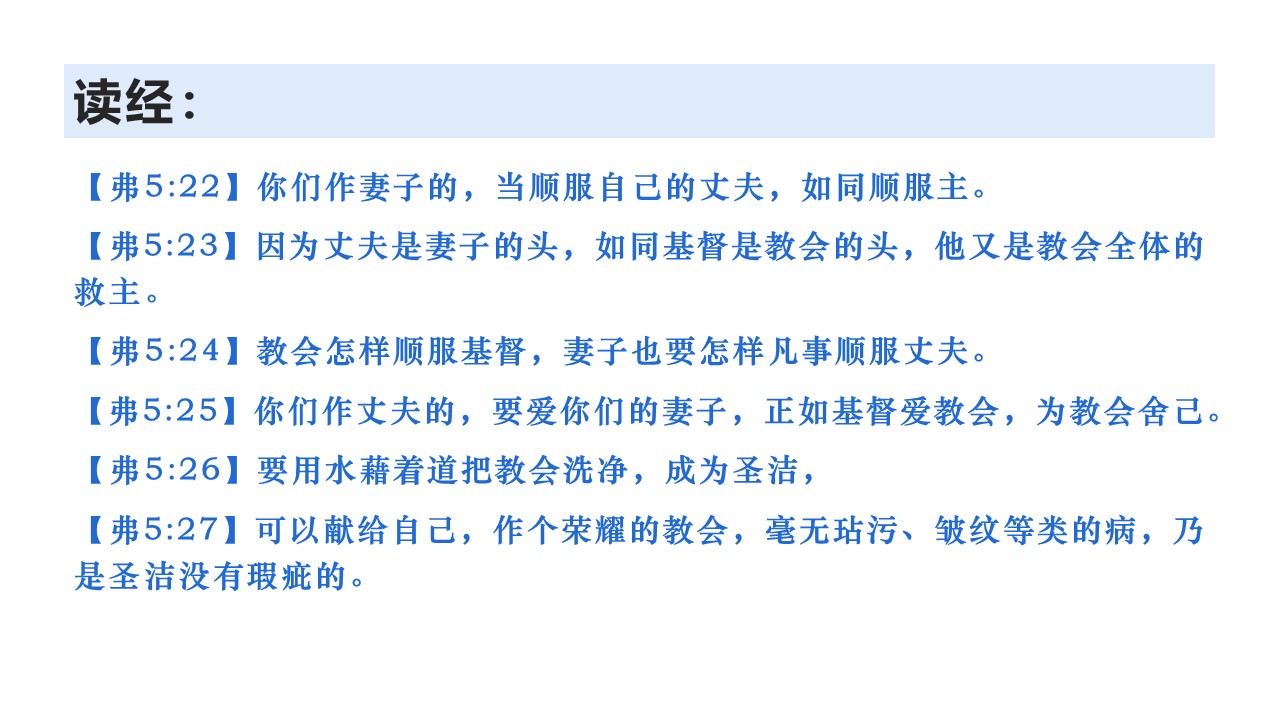 读经：
【弗5:22】你们作妻子的，当顺服自己的丈夫，如同顺服主。
【弗5:23】因为丈夫是妻子的头，如同基督是教会的头，他又是教会全体的
救主。
【弗5:24】教会怎样顺服基督，妻子也要怎样凡事顺服丈夫。
【弗5:25】你们作丈夫的，要爱你们的妻子，正如基督爱教会，为教会舍己。
【弗5:26】要用水藉着道把教会洗净，成为圣洁，
【弗5:27】可以献给自己，作个荣耀的教会，毫无玷污、皱纹等类的病，乃
是圣洁没有瑕疵的。